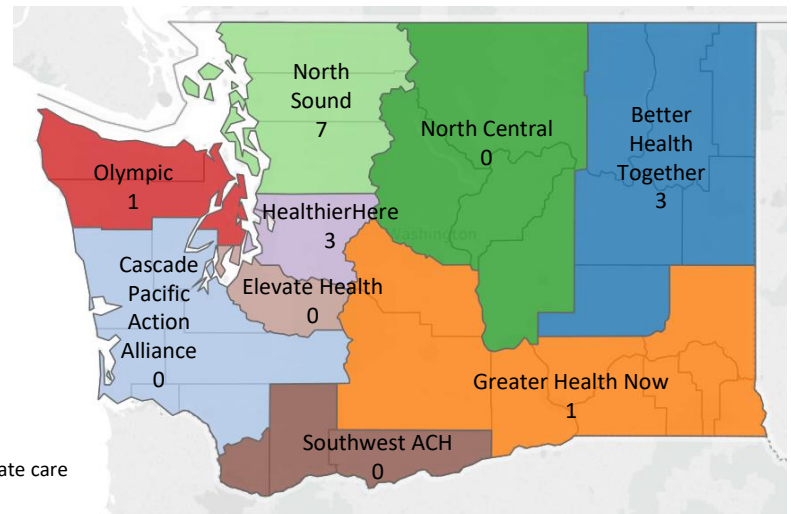 North
Sound
7
North Central
0
Better
Health
Together
3
Olympic
1
HealthierHere
3
Washington
Cascade
Pacific
Action
Alliance
0
Elevate Health
0
Greater Health Now
1
Southwest ACH
0
ate care